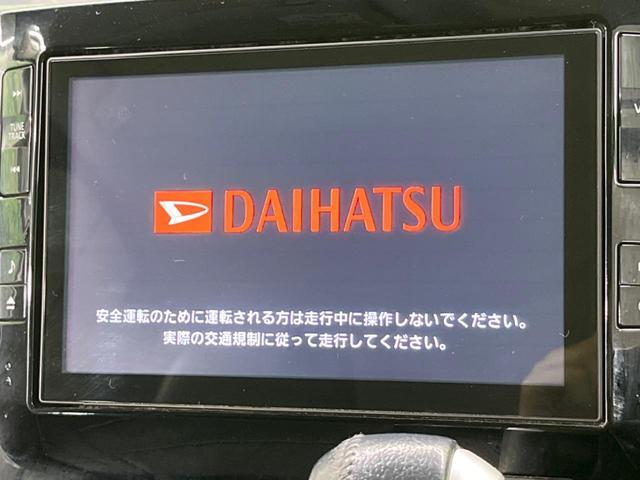 TUNE
TRACK
DAIHATSU
安全運転のために運転される方は走行中に操作しないでください。
実際の交通規制に従って走行してください。